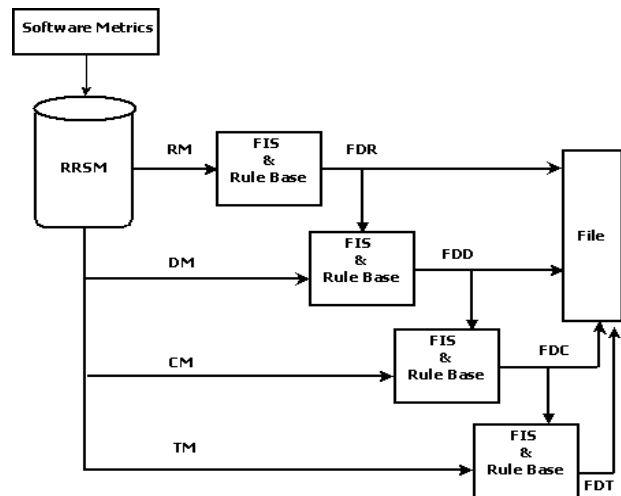 Software Metrics
RRSM
RM
FIS
&
Rule Base
FDR
File
DM
FIS
&
Rule Base
FDD
CM
FIS
&
Rule Base
FDC
TM
FIS
&
Rule Base
FDT